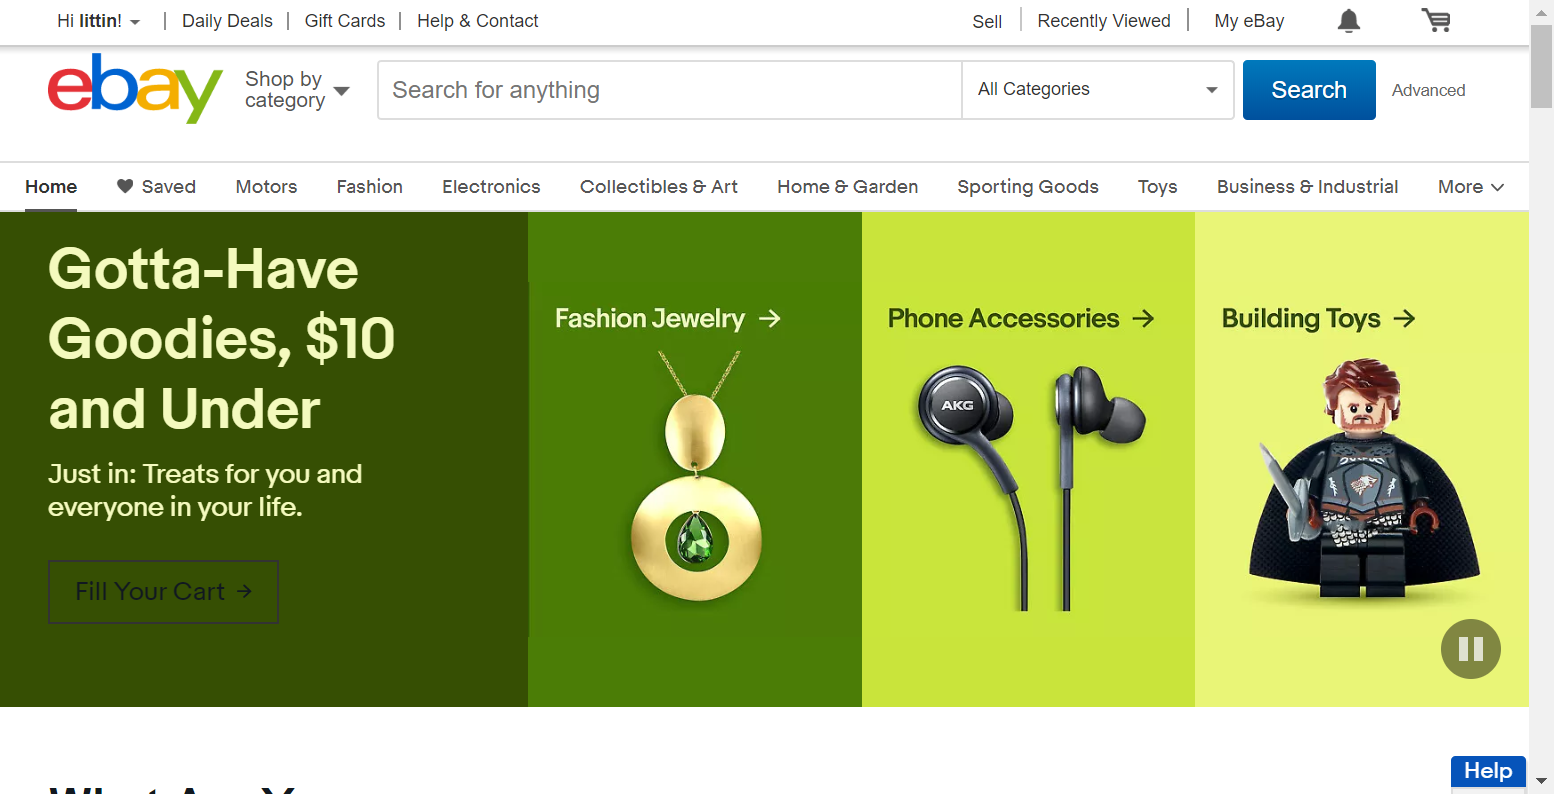 Hi littin!
Daily Deals
Gift Cards
Help & Contact
Sell
Recently Viewed
My eBay
ebay
Shop by
category
Search for anything
All Categories
Search
Advanced
Home
Saved
Motors
Fashion
Electronics
Collectibles & Art
Home & Garden
Sporting Goods
Toys
Business & Industrial
More
Gotta-Have
Goodies, $10
and Under
Just in: Treats for you and
everyone in your life.
Fill Your Cart →
Fashion Jewelry →
Phone Accessories →
Building Toys →
AKG
Help